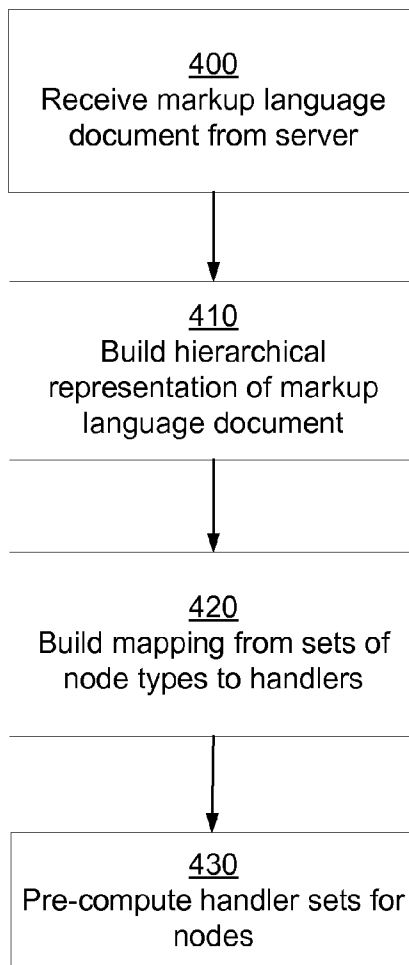 400
Receive markup language
document from server
410
Build hierarchical
representation of markup
language document
420
Build mapping from sets of
node types to handlers
430
Pre-compute handler sets for
nodes